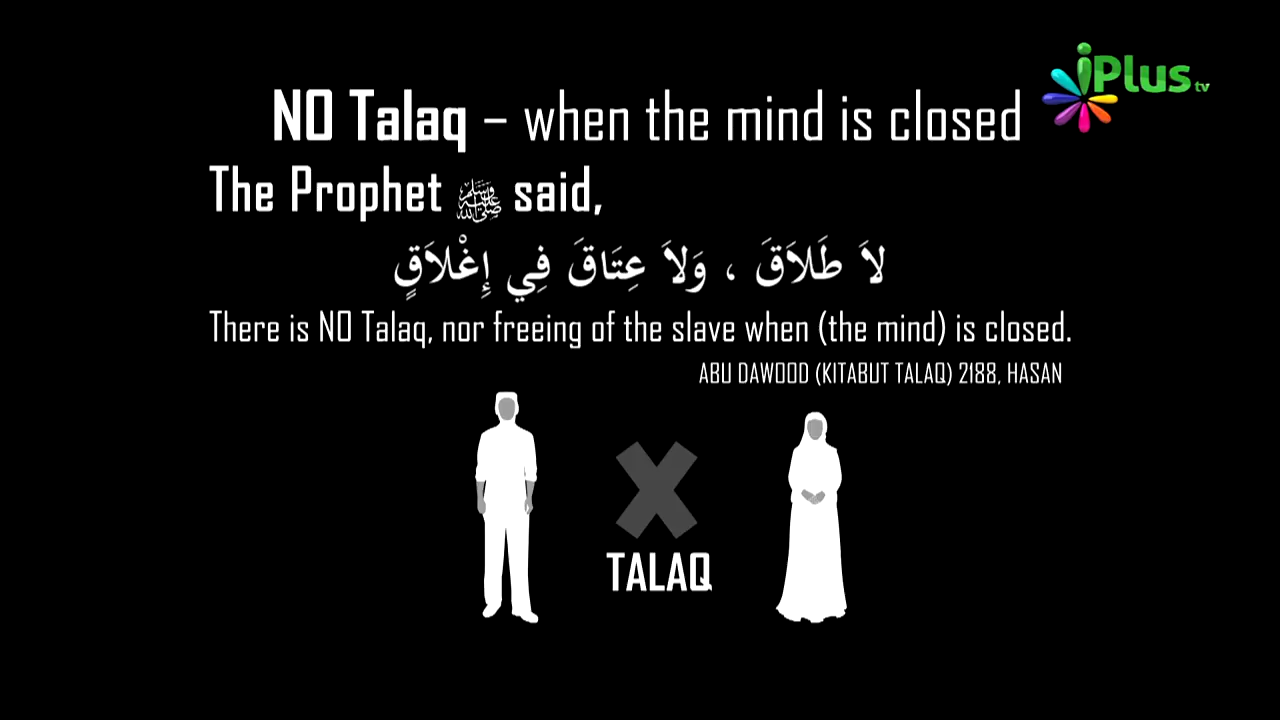 iPlus tv
NO Talaq – when the mind is closed
The Prophet ﷺ said,
لاَ طَلاَقَ ، وَلاَ عِتَاقَ فِي إِغْلاَقٍ
There is NO Talaq, nor freeing of the slave when (the mind) is closed.
ABU DAWOOD (KITABUT TALAQ) 2188, HASAN
TALAQ